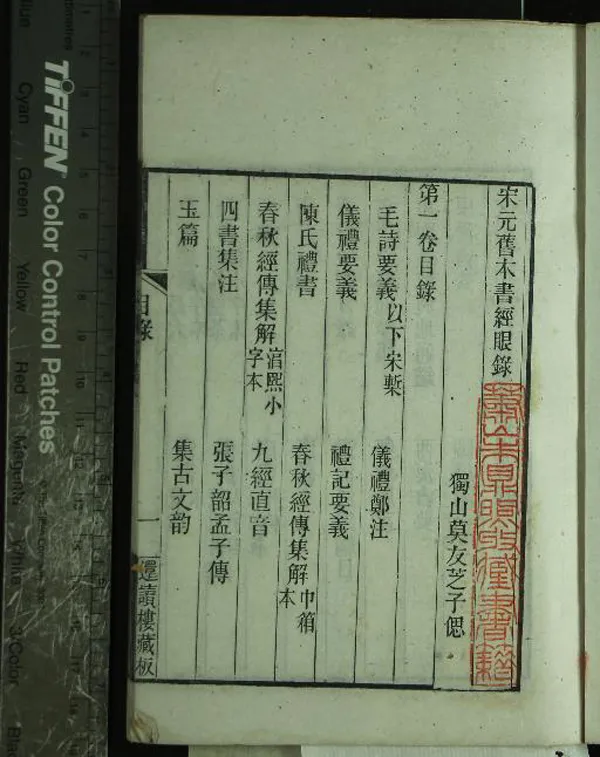 宋元舊本書經眼錄
獨山莫友芝子偲
第一卷目錄
毛詩要義以下宋槧 儀禮鄭注
儀禮要義 禮記要義
陳氏禮書 春秋經傳集解巾箱本
春秋經傳集解湻熙小字本 九經直音
四書集注 張子韶孟子傳
玉篇 集古文韵
目錄
一
還讀樓藏板
TIFFEN Color Control Patches
Blue
Cyan
Green
Yellow
Red
Magenta
White
3/Color